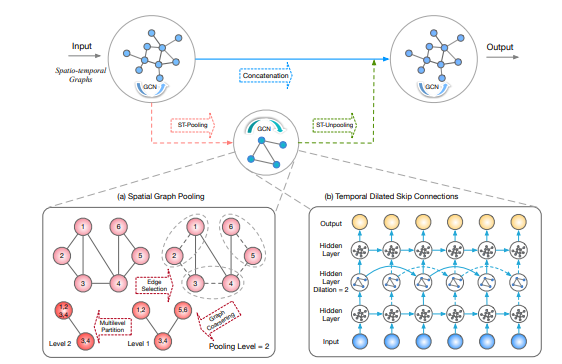 Input
Output
Spatio-temporal
Graphs
GCN
GCN
Concatenation
ST-Pooling
GCN
ST-Unpooling
(a) Spatial Graph Pooling
(b) Temporal Dilated Skip Connections
1
6
2
5
3
4
1
6
2
5
3
4
Edge
Selection
1,2
3,4
3,4
Level 2
Multilevel
Partition
1,2
5,6
3,4
Level 1
Graph
Coarsening
Pooling Level = 2
Output
Hidden
Layer
Hidden
Layer
Dilation = 2
Hidden
Layer
Input